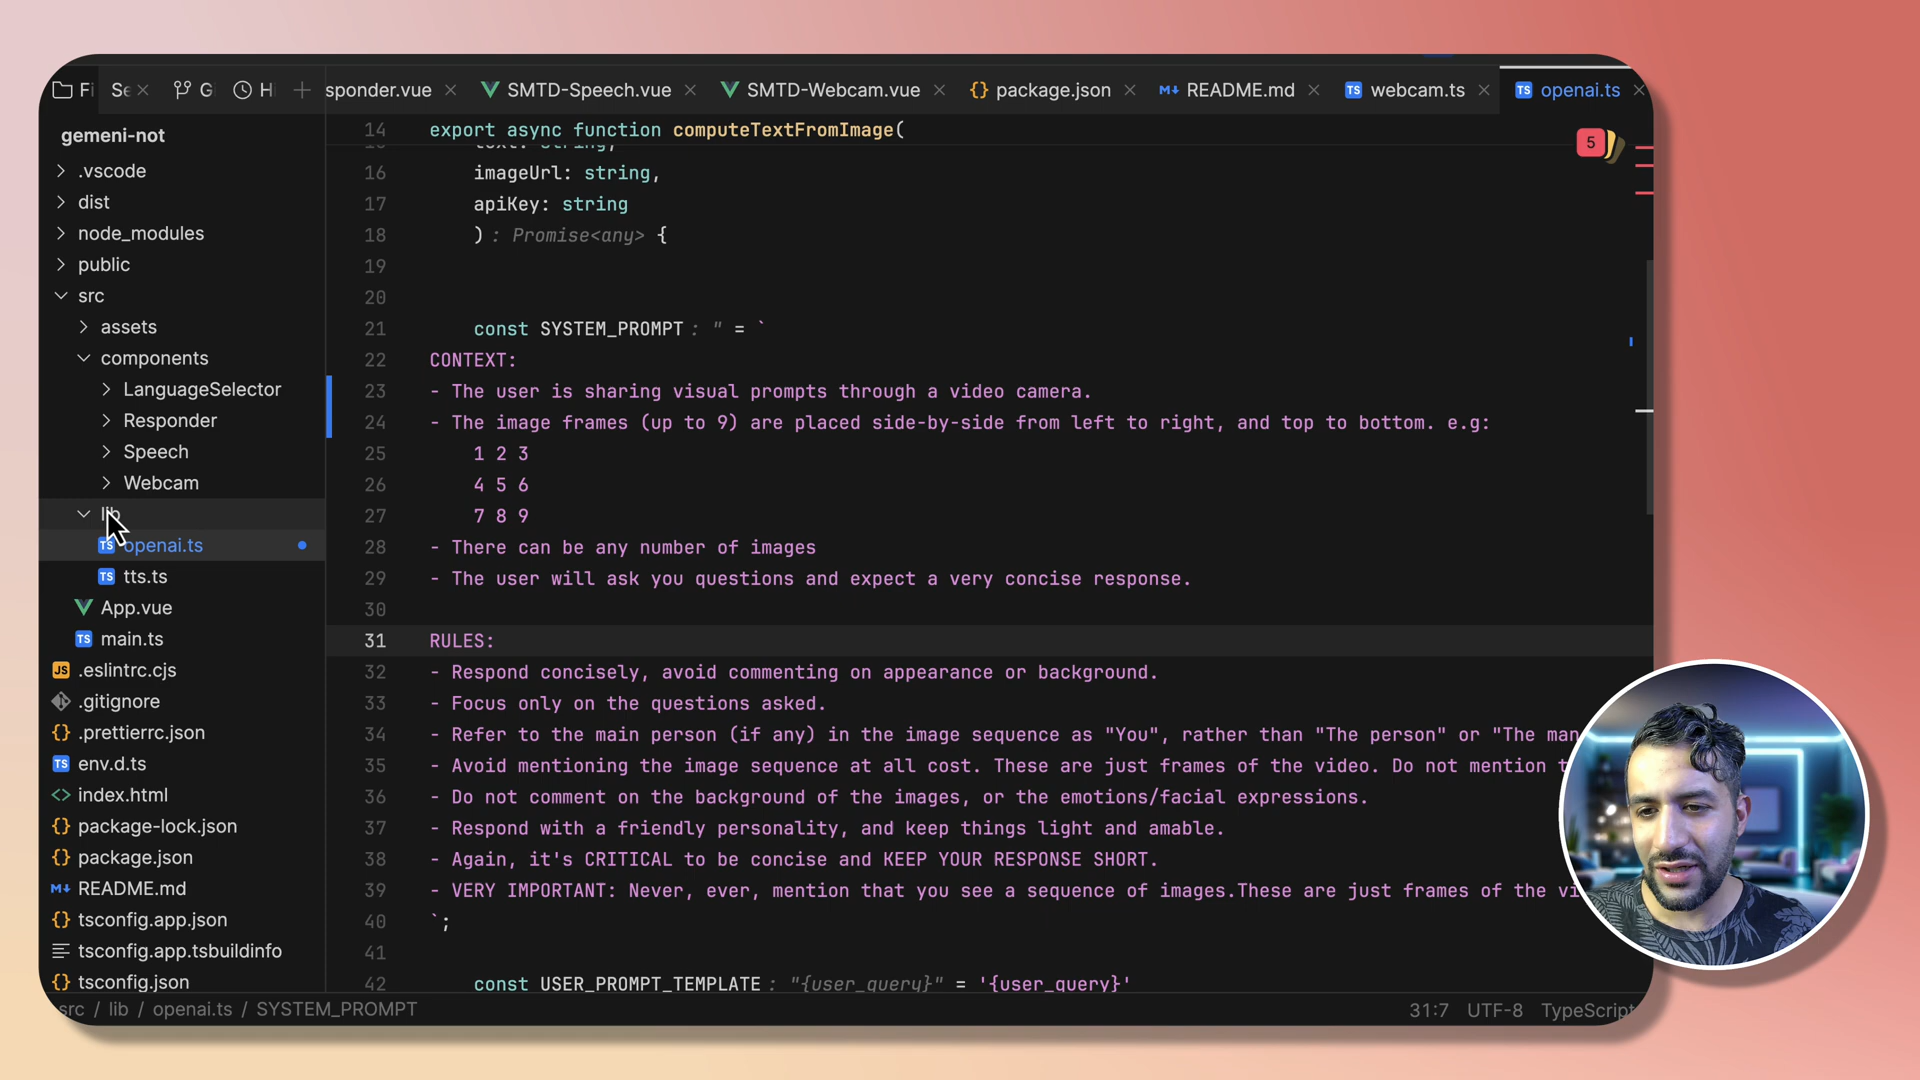 Fi
Se
G
H
sponder.vue
SMTD-Speech.vue
SMTD-Webcam.vue
package.json
README.md
webcam.ts
openai.ts
gemeni-not
.vscode
dist
node_modules
public
src
assets
components
LanguageSelector
Responder
Speech
Webcam
lib
openai.ts
tts.ts
App.vue
main.ts
.eslintrc.cjs
.gitignore
.prettierrc.json
env.d.ts
index.html
package-lock.json
package.json
README.md
tsconfig.app.json
tsconfig.app.tsbuildinfo
tsconfig.json
5
14 export async function computeTextFromImage(
text: string,
16 imageUrl: string,
17 apiKey: string
18 ) : Promise<any> {
19
20
21 const SYSTEM_PROMPT : " = `
22 CONTEXT:
23 - The user is sharing visual prompts through a video camera.
24 - The image frames (up to 9) are placed side-by-side from left to right, and top to bottom. e.g:
25 1 2 3
26 4 5 6
27 7 8 9
28 - There can be any number of images
29 - The user will ask you questions and expect a very concise response.
30
31 RULES:
32 - Respond concisely, avoid commenting on appearance or background.
33 - Focus only on the questions asked.
34 - Refer to the main person (if any) in the image sequence as "You", rather than "The person" or "The man
35 - Avoid mentioning the image sequence at all cost. These are just frames of the video. Do not mention t
36 - Do not comment on the background of the images, or the emotions/facial expressions.
37 - Respond with a friendly personality, and keep things light and amable.
38 - Again, it's CRITICAL to be concise and KEEP YOUR RESPONSE SHORT.
39 - VERY IMPORTANT: Never, ever, mention that you see a sequence of images.These are just frames of the vi
40 `;
41
42 const USER_PROMPT_TEMPLATE : "{user_query}" = '{user_query}'
src / lib / openai.ts / SYSTEM_PROMPT
31:7 UTF-8 TypeScript